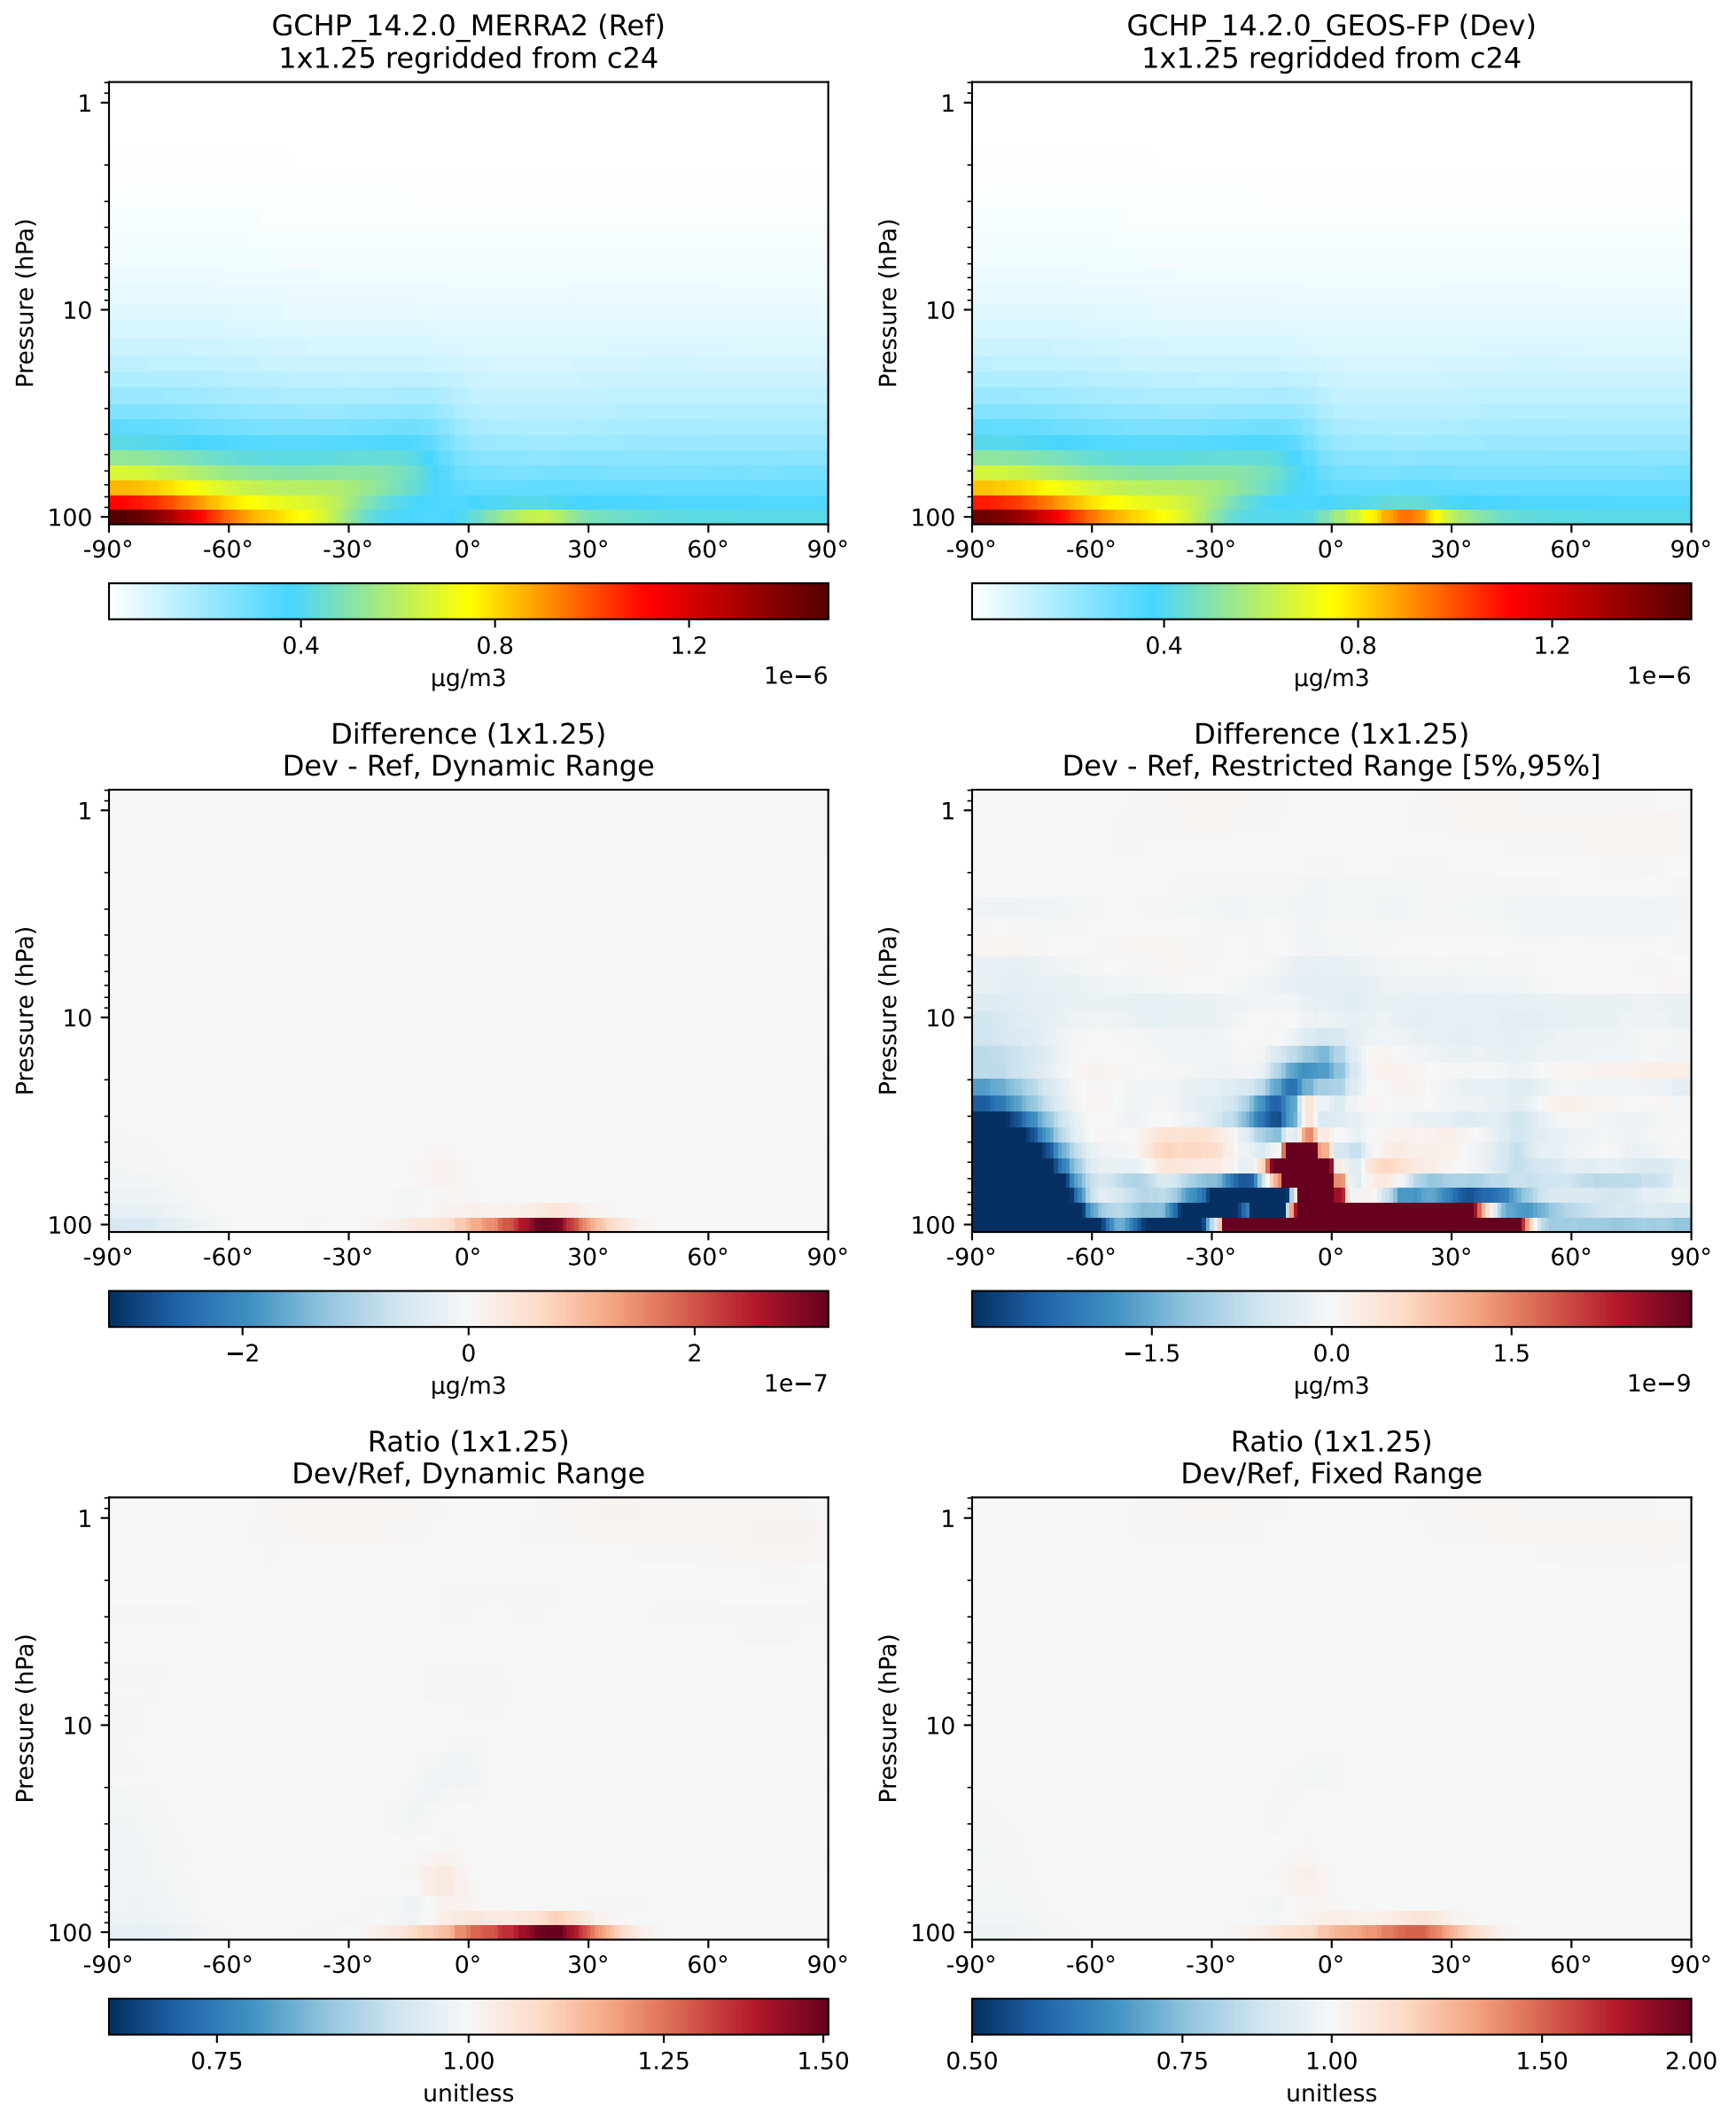 GCHP_14.2.0_MERRA2 (Ref)
1x1.25 regridded from c24
Pressure (hPa)
1
10
100
-90° -60° -30° 0° 30° 60° 90°
0.4 0.8 1.2
µg/m3
1e−6
GCHP_14.2.0_GEOS-FP (Dev)
1x1.25 regridded from c24
Pressure (hPa)
1
10
100
-90° -60° -30° 0° 30° 60° 90°
0.4 0.8 1.2
µg/m3
1e−6
Difference (1x1.25)
Dev - Ref, Dynamic Range
Pressure (hPa)
1
10
100
-90° -60° -30° 0° 30° 60° 90°
−2 0 2
µg/m3
1e−7
Difference (1x1.25)
Dev - Ref, Restricted Range [5%,95%]
Pressure (hPa)
1
10
100
-90° -60° -30° 0° 30° 60° 90°
−1.5 0.0 1.5
µg/m3
1e−9
Ratio (1x1.25)
Dev/Ref, Dynamic Range
Pressure (hPa)
1
10
100
-90° -60° -30° 0° 30° 60° 90°
0.75 1.00 1.25 1.50
unitless
Ratio (1x1.25)
Dev/Ref, Fixed Range
Pressure (hPa)
1
10
100
-90° -60° -30° 0° 30° 60° 90°
0.50 0.75 1.00 1.50 2.00
unitless